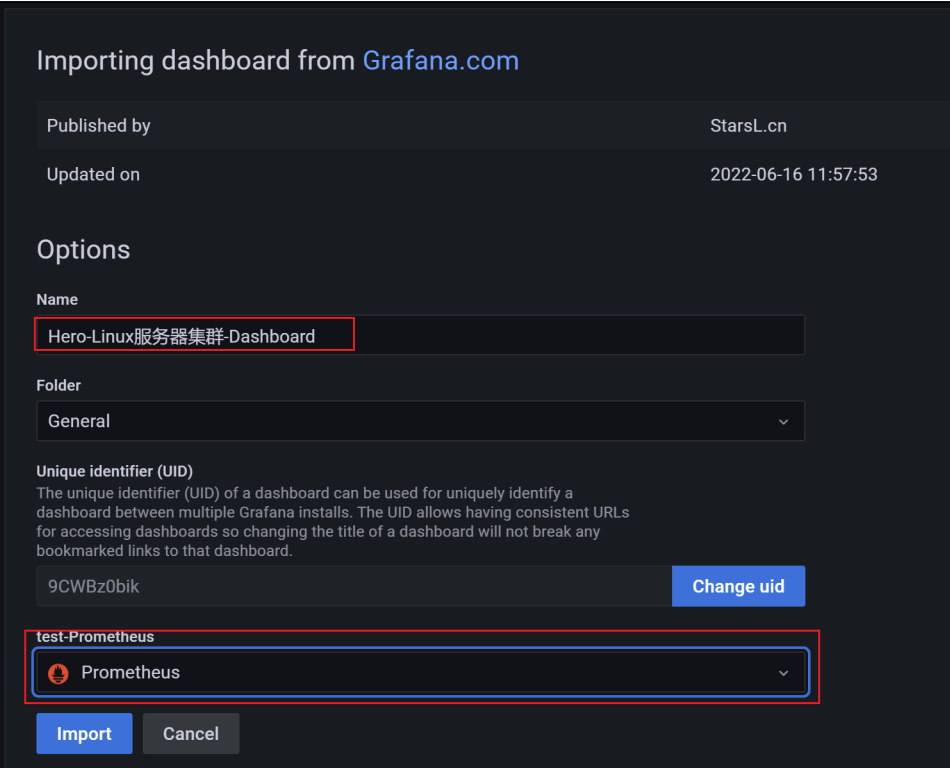 Importing dashboard from Grafana.com
Published by StarsL.cn
Updated on 2022-06-16 11:57:53
Options
Name
Hero-Linux服务器集群-Dashboard
Folder
General
Unique identifier (UID)
The unique identifier (UID) of a dashboard can be used for uniquely identify a
dashboard between multiple Grafana installs. The UID allows having consistent URLs
for accessing dashboards so changing the title of a dashboard will not break any
bookmarked links to that dashboard.
9CWBz0bik Change uid
test-Prometheus
Prometheus
Import Cancel